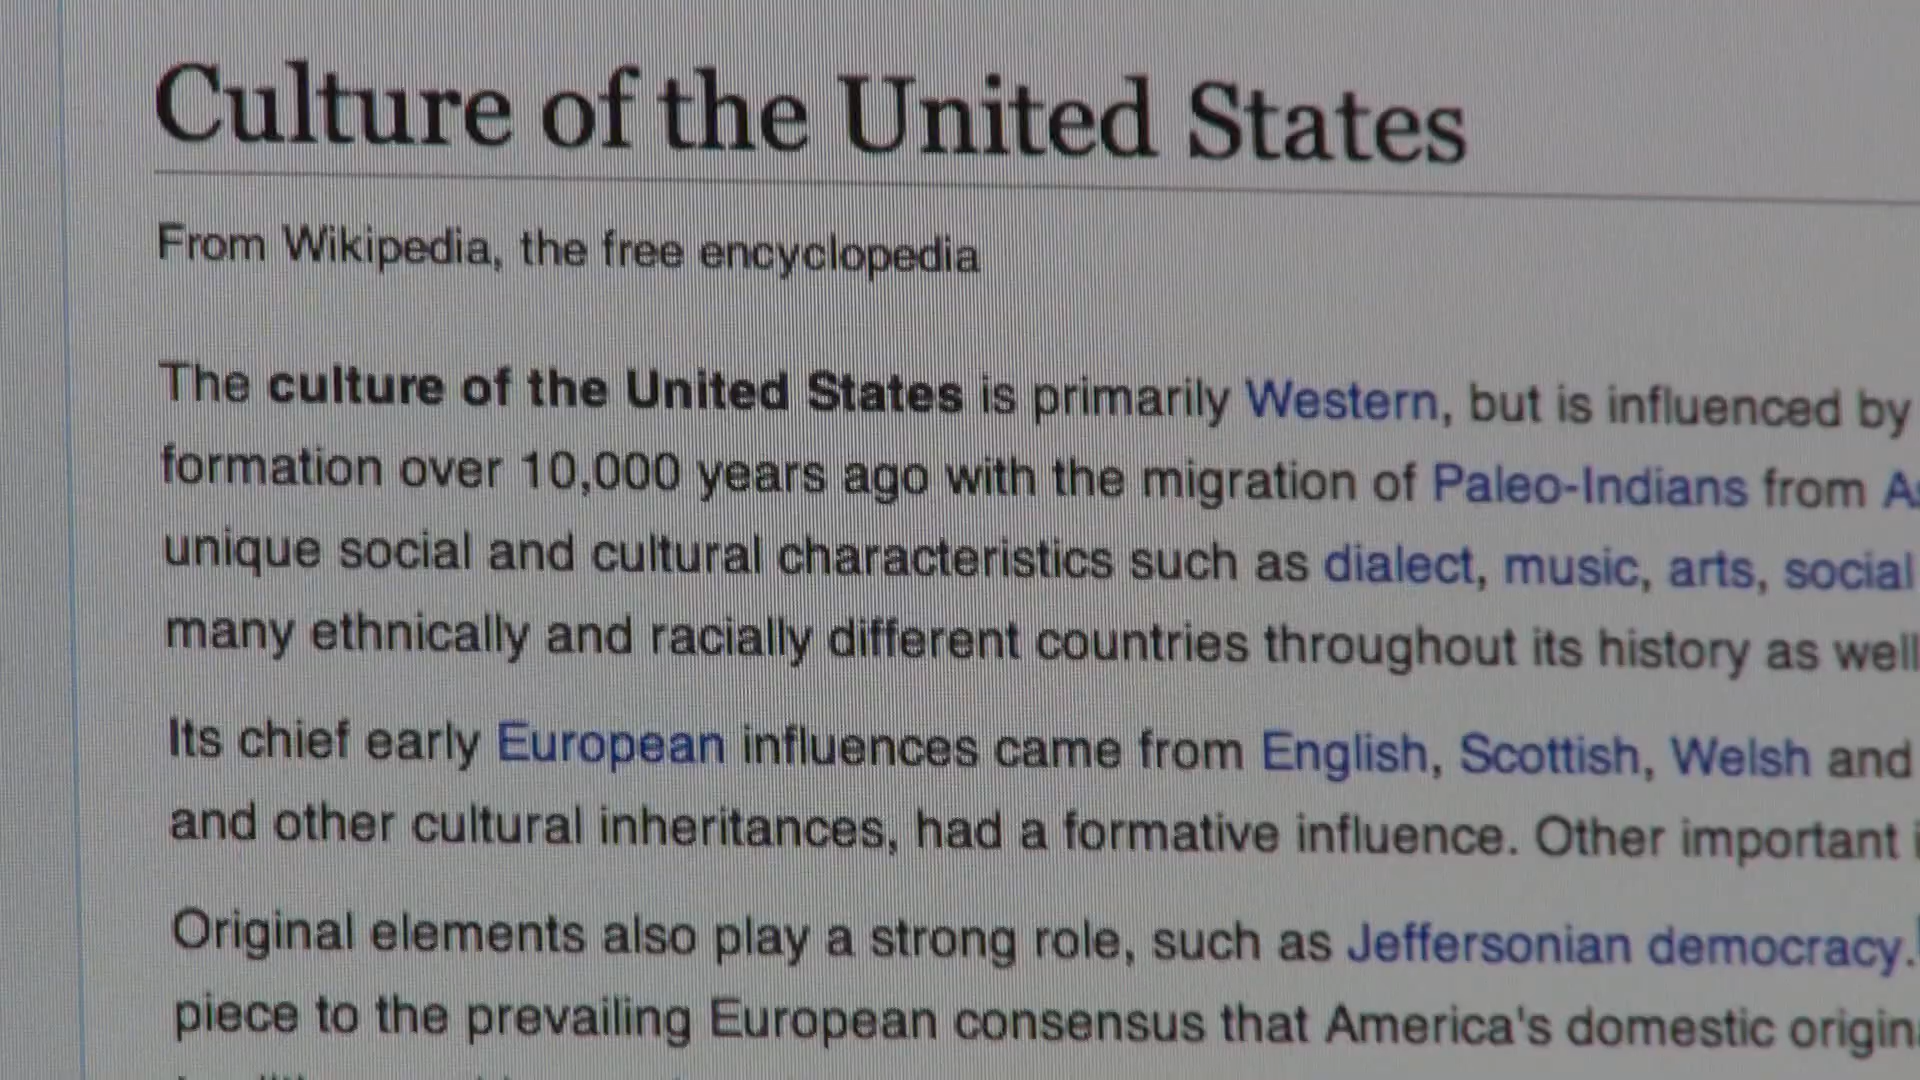 Culture of the United States
From Wikipedia, the free encyclopedia
The culture of the United States is primarily Western, but is influenced by
formation over 10,000 years ago with the migration of Paleo-Indians from
unique social and cultural characteristics such as dialect, music, arts, social
many ethnically and racially different countries throughout its history as well
Its chief early European influences came from English, Scottish, Welsh and
and other cultural inheritances, had a formative influence. Other important
Original elements also play a strong role, such as Jeffersonian democracy.
piece to the prevailing European consensus that America's domestic